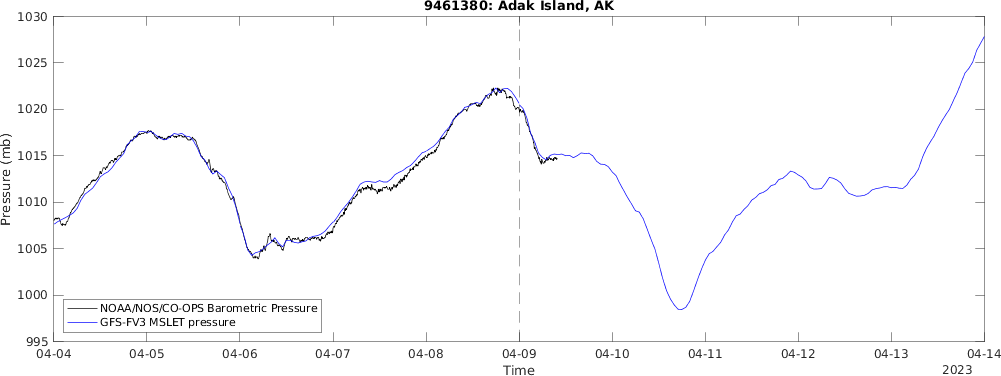 9461380: Adak Island, AK
Pressure (mb)
1030
1025
1020
1015
1010
1005
1000
995
NOAA/NOS/CO-OPS Barometric Pressure
GFS-FV3 MSLET pressure
04-04 04-05 04-06 04-07 04-08 04-09 04-10 04-11 04-12 04-13 04-14
Time
2023